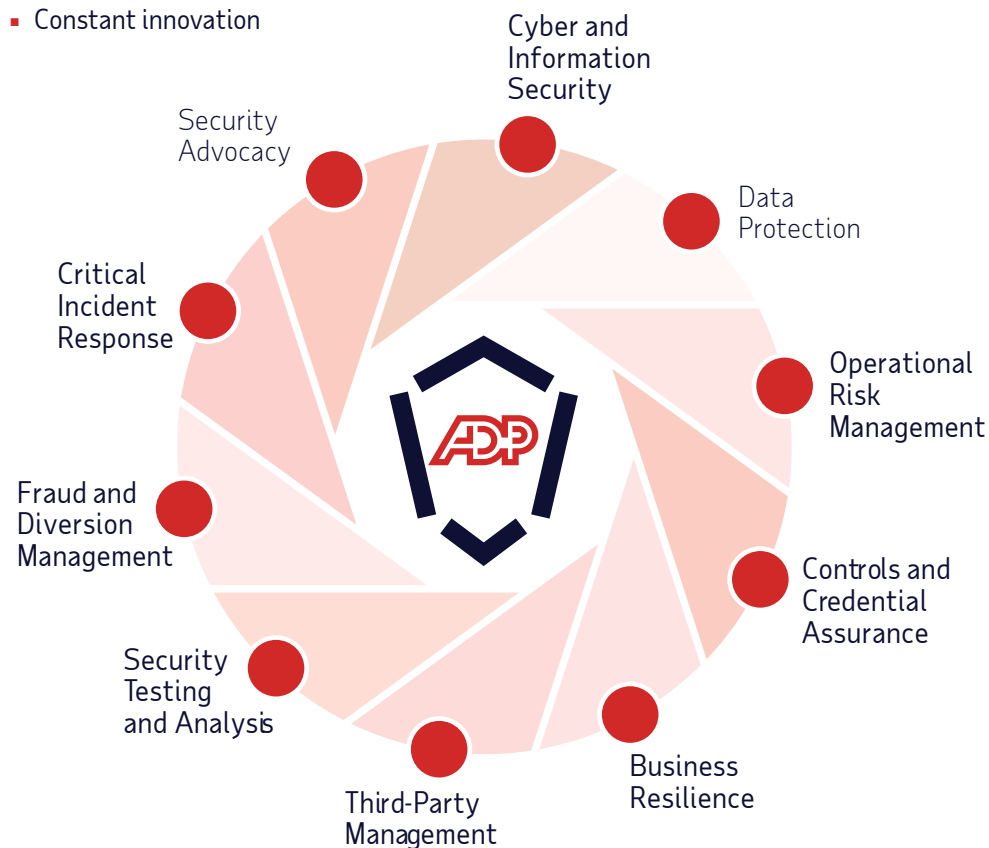 Constant innovation
Cyber and
Information
Security
Data
Protection
Operational
Risk
Management
Controls and
Credential
Assurance
Business
Resilience
Third-Party
Management
Security
Testing
and Analysis
Fraud and
Diversion
Management
Critical
Incident
Response
Security
Advocacy
ADP